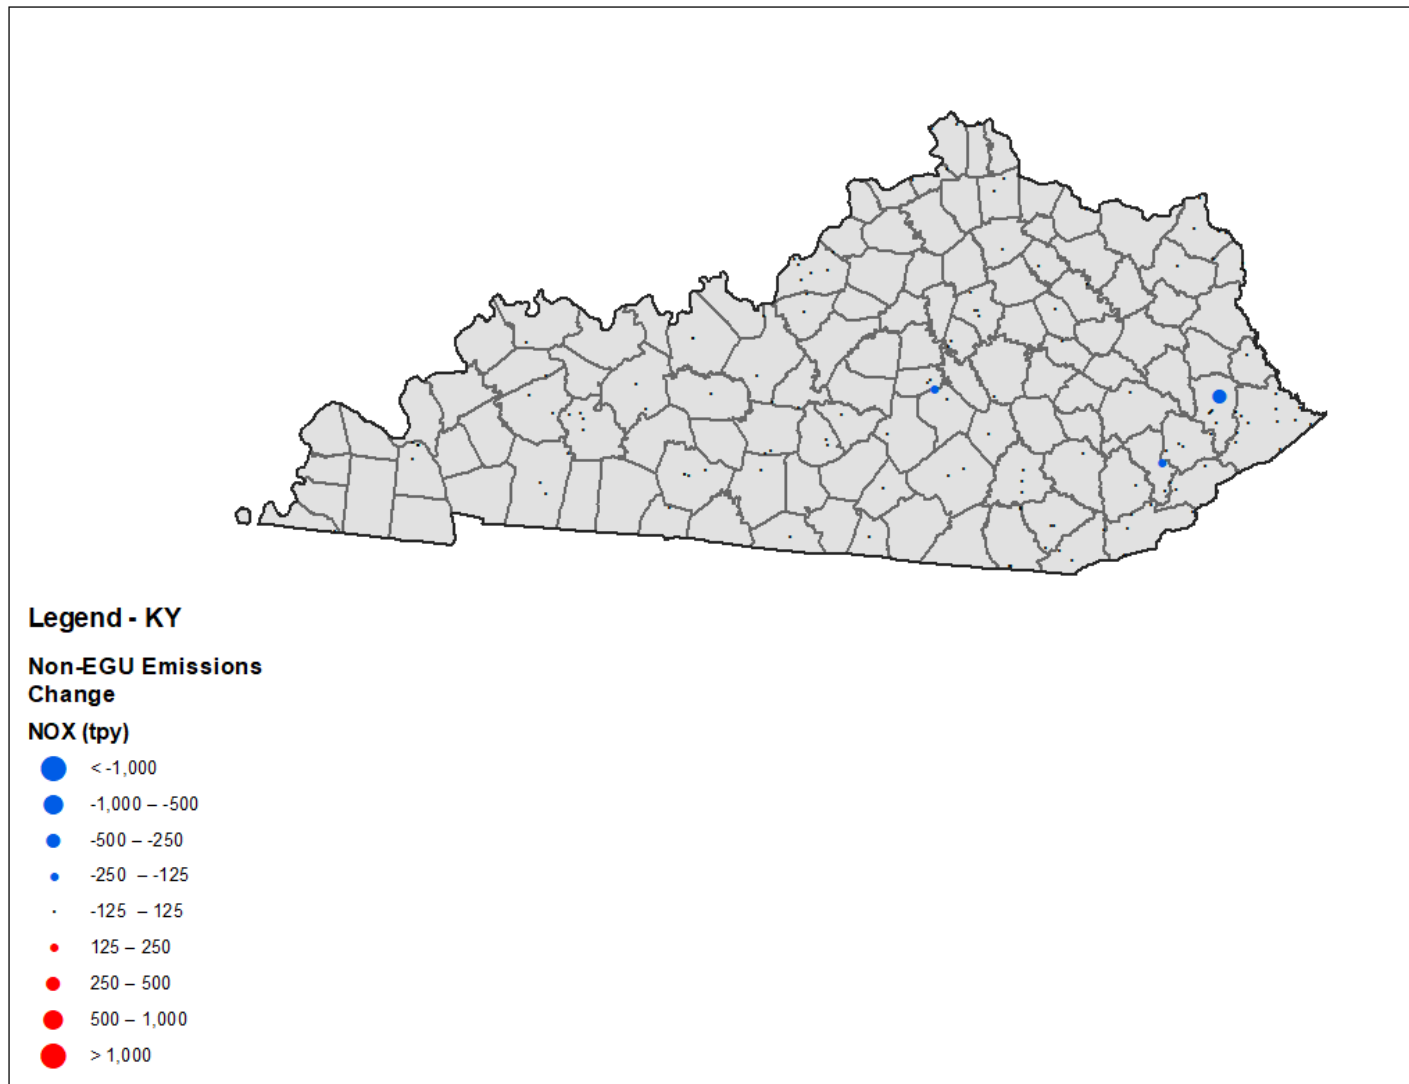 Legend - KY
Non-EGU Emissions
Change
NOX (tpy)
< -1,000
-1,000 – -500
-500 – -250
-250 – -125
-125 – 125
125 – 250
250 – 500
500 – 1,000
> 1,000